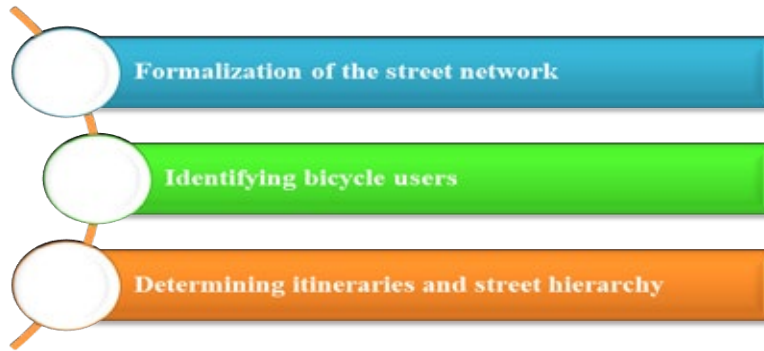 Formalization of the street network
Identifying bicycle users
Determining itineraries and street hierarchy